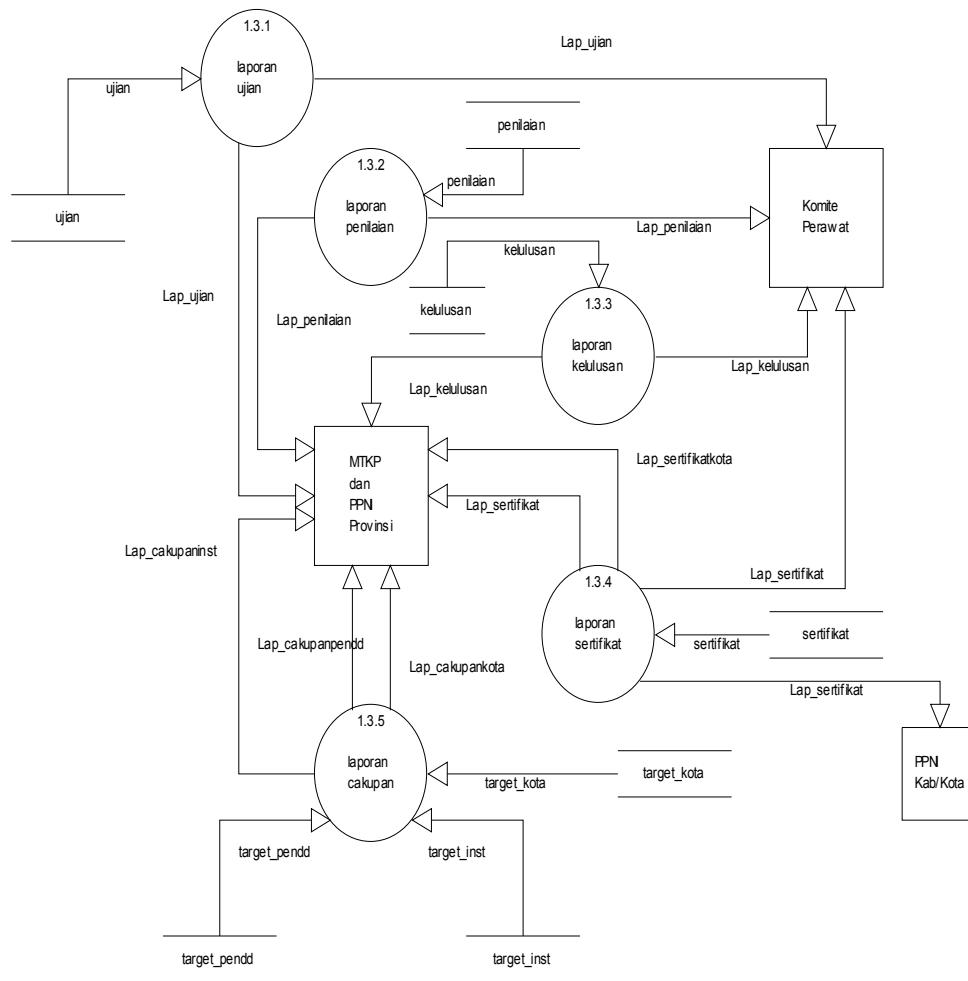 1.3.1
laporan
ujian
Lap_ujian
ujian
ujian
penilaian
penilaian
1.3.2
laporan
penilaian
Lap_penilaian
Komite
Perawat
kelulusan
kelulusan
1.3.3
laporan
kelulusan
Lap_ujian
Lap_penilaian
Lap_kelulusan
Lap_kelulusan
MTKP
dan
PPNI
Provinsi
Lap_sertifikatkota
Lap_sertifikat
Lap_cakupaninst
Lap_sertifikat
1.3.4
laporan
sertifikat
sertifikat
sertifikat
Lap_cakupanpendd
Lap_cakupankota
Lap_sertifikat
1.3.5
laporan
cakupan
target_kota
target_kota
PPNI
Kab/Kota
target_pendd
target_inst
target_pendd
target_inst